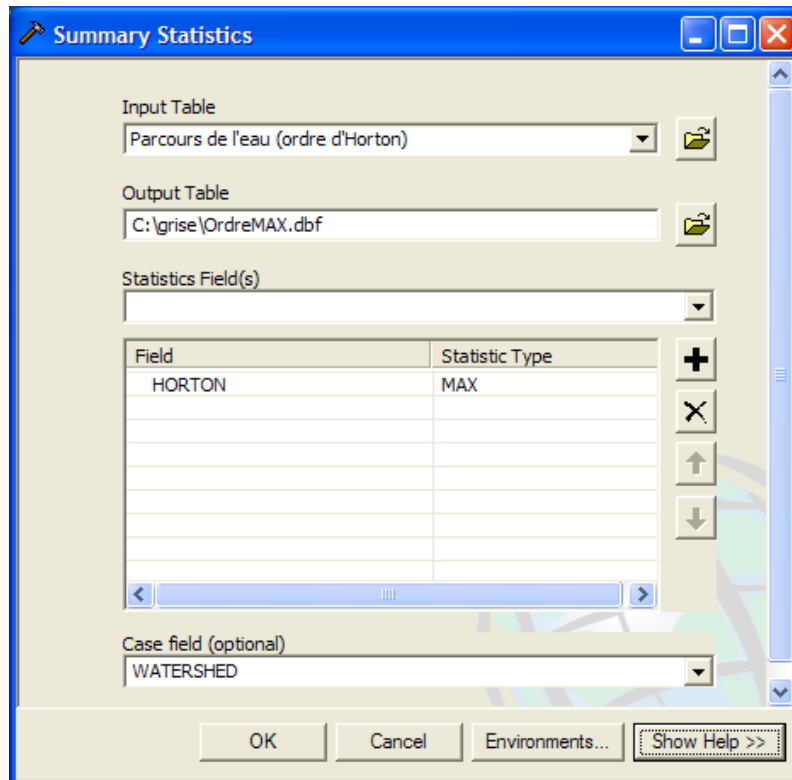 Summary Statistics
Input Table
Parcours de l'eau (ordre d'Horton)
Output Table
C:\grise\OrdreMAX.dbf
Statistics Field(s)
Field Statistic Type
HORTON MAX
Case field (optional)
WATERSHED
OK Cancel Environments... Show Help >>